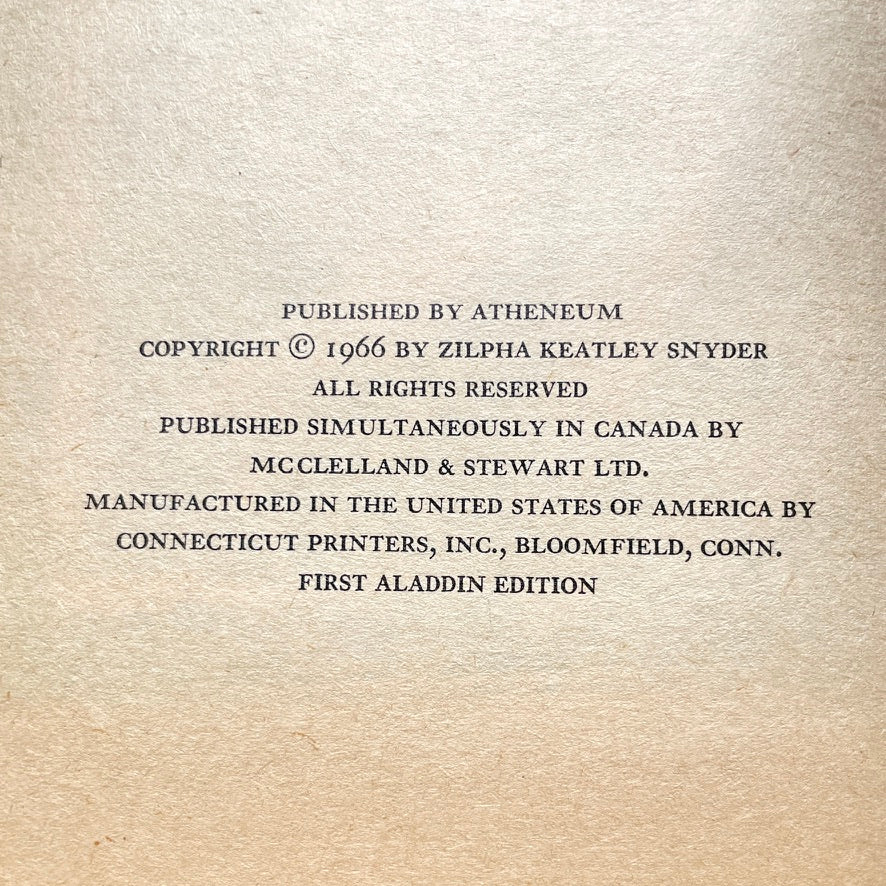 PUBLISHED BY ATHENEUM
COPYRIGHT © 1966 BY ZILPHA KEATLEY SNYDER
ALL RIGHTS RESERVED
PUBLISHED SIMULTANEOUSLY IN CANADA BY
MCCLELLAND & STEWART LTD.
MANUFACTURED IN THE UNITED STATES OF AMERICA BY
CONNECTICUT PRINTERS, INC., BLOOMFIELD, CONN.
FIRST ALADDIN EDITION